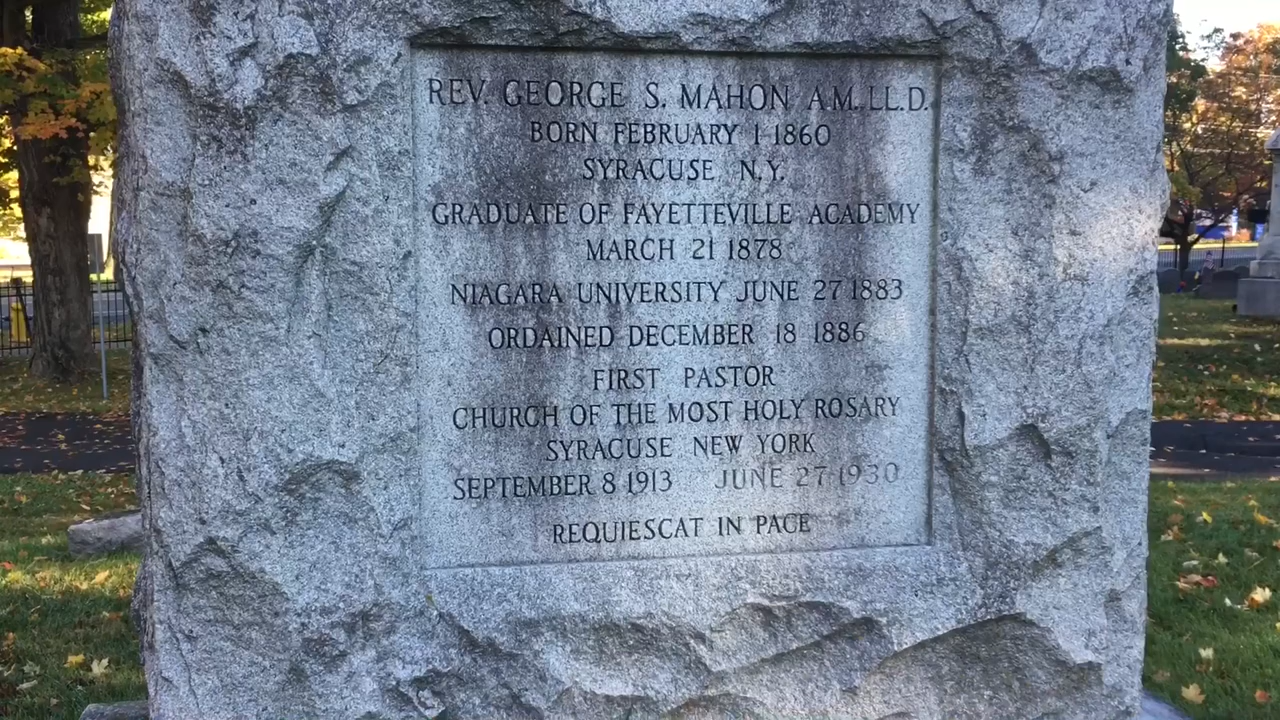 REV. GEORGE S. MAHON A.M. LL.D.
BORN FEBRUARY 1 1860
SYRACUSE N.Y.
GRADUATE OF FAYETTEVILLE ACADEMY
MARCH 21 1878
NIAGARA UNIVERSITY JUNE 27 1883
ORDAINED DECEMBER 18 1886
FIRST PASTOR
CHURCH OF THE MOST HOLY ROSARY
SYRACUSE NEW YORK
SEPTEMBER 8 1913 JUNE 27 1930
REQUIESCAT IN PACE